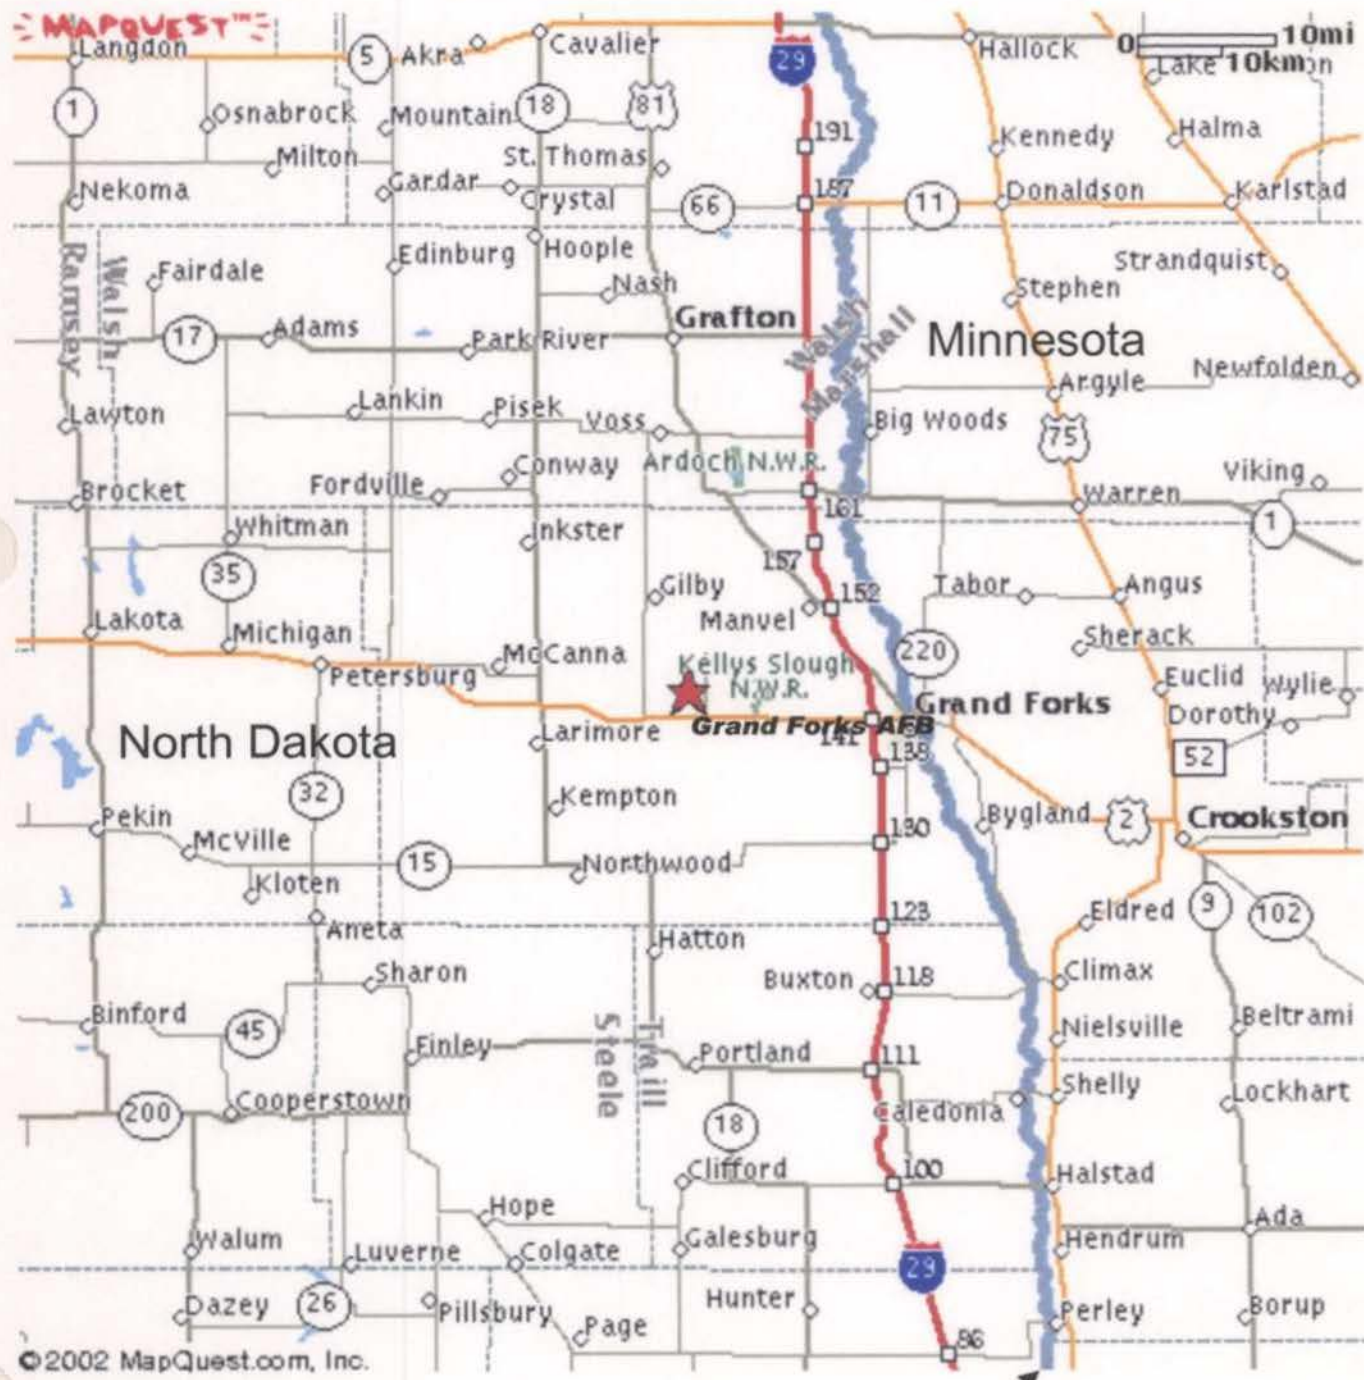 MAPQUEST™
Langdon
5
Akra
Cavalier
29
Hallock
0
10mi
10km
Lake
1
Osnabrock
Mountain
18
81
191
Kennedy
Halma
Milton
St. Thomas
Nekoma
Gardar
Crystal
66
187
11
Donaldson
Karlstad
Ramsey
Walsh
Fairdale
Edinburg
Hoople
Nash
Strandquist
Stephen
17
Adams
Park River
Grafton
Walsh
Marshall
Minnesota
Newfolden
Argyle
Lawton
Lankin
Pisek
Voss
Big Woods
75
Conway
Ardoch N.W.R.
Viking
Brocket
Fordville
161
Warren
1
Whitman
Inkster
157
35
Gilby
152
Tabor
Angus
Lakota
Michigan
Manvel
Sherack
220
Petersburg
McCanna
Kellys Slough
N.W.R.
Euclid
Wylie
Grand Forks
Dorothy
North Dakota
Larimore
Grand Forks AFB
141
138
52
32
Kempton
Pekin
McVille
Bygland
2
Crookston
130
15
Northwood
Kloten
9
102
123
Eldred
Aneta
Hatton
Sharon
Buxton
118
Climax
Binford
45
Steele
Traill
Nielsville
Beltrami
Finley
Portland
111
200
Cooperstown
18
Caledonia
Shelly
Lockhart
Clifford
100
Halstad
Hope
Ada
Walum
Luverne
Colgate
Galesburg
29
Hendrum
Dazey
26
Pillsbury
Hunter
Perley
Borup
Page
86
©2002 MapQuest.com, Inc.